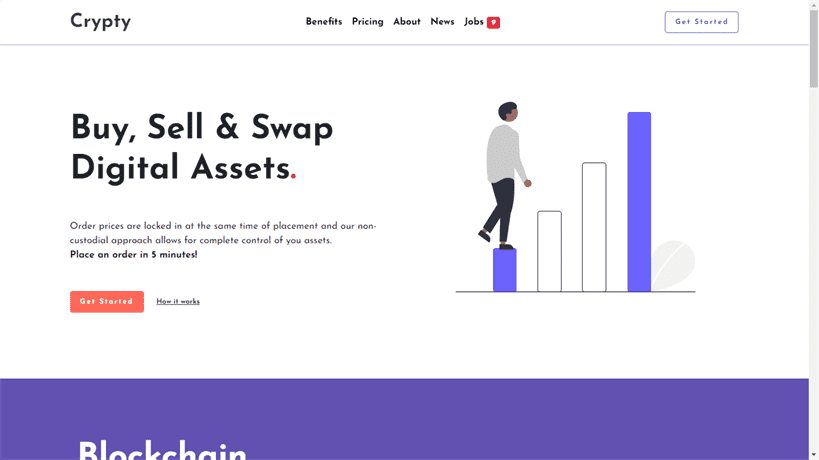 Crypty
Benefits Pricing About News Jobs 9
Get Started
Buy, Sell & Swap
Digital Assets.
Order prices are locked in at the same time of placement and our non-
custodial approach allows for complete control of you assets.
Place an order in 5 minutes!
Get Started How it works
Blockchain